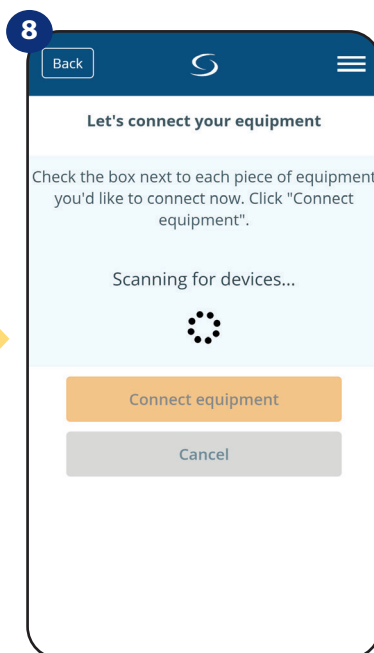 8
Back
Let's connect your equipment
Check the box next to each piece of equipment
you'd like to connect now. Click "Connect
equipment".
Scanning for devices...
Connect equipment
Cancel